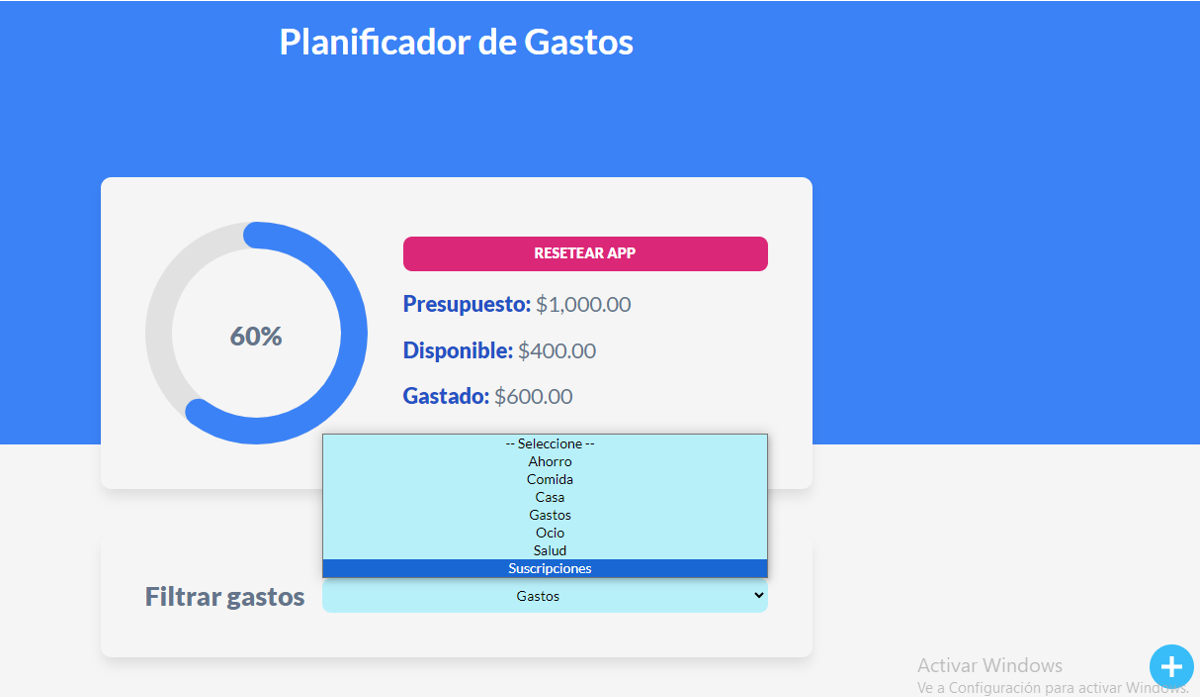 Planificador de Gastos
RESETEAR APP
60%
Presupuesto: $1,000.00
Disponible: $400.00
Gastado: $600.00
-- Seleccione --
Ahorro
Comida
Casa
Gastos
Ocio
Salud
Suscripciones
Filtrar gastos
Gastos
Activar Windows
Ve a Configuración para activar Windows.